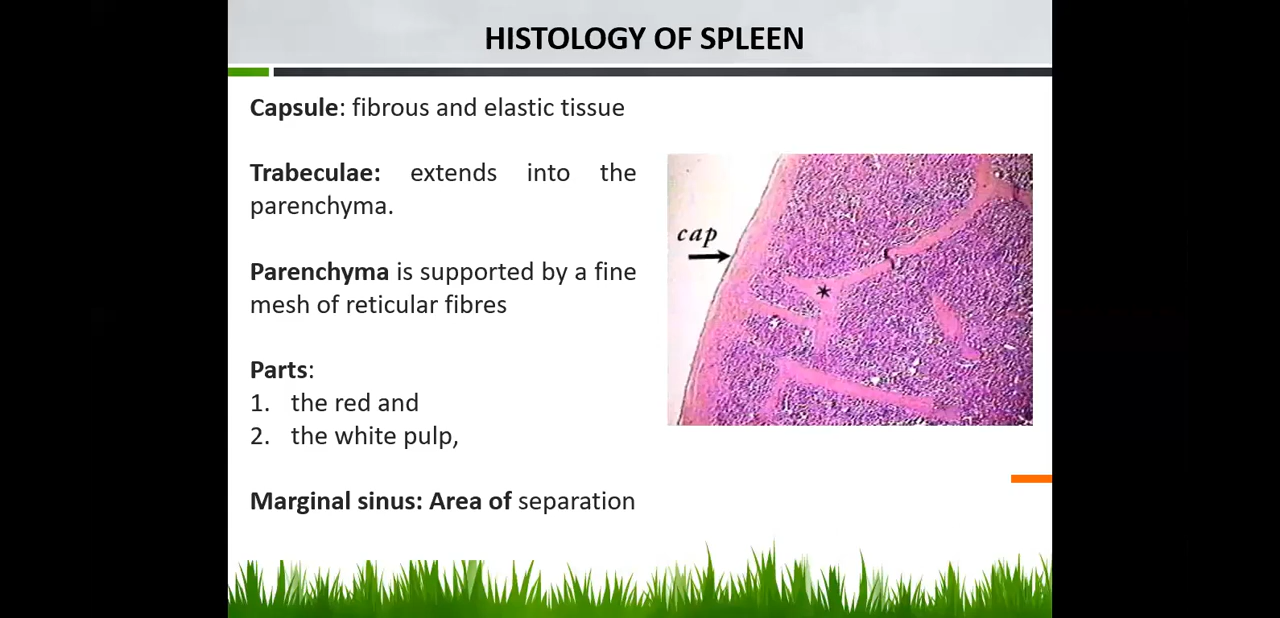 HISTOLOGY OF SPLEEN
Capsule: fibrous and elastic tissue
Trabeculae: extends into the
parenchyma.
Parenchyma is supported by a fine
mesh of reticular fibres
Parts:
1. the red and
2. the white pulp,
Marginal sinus: Area of separation
cap
*